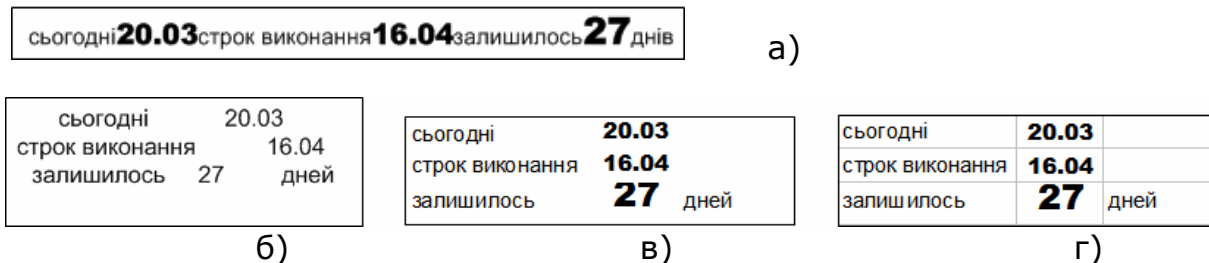 сьогодні20.03строк виконання16.04залишилось27днів
а)
сьогодні 20.03
строк виконання 16.04
залишилось 27 дней
б)
сьогодні 20.03
строк виконання 16.04
залишилось 27 дней
в)
сьогодні 20.03
строк виконання 16.04
залишилось 27 дней
г)